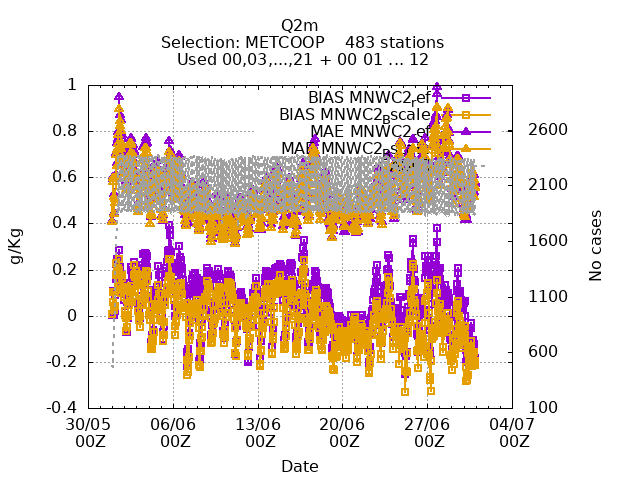 Q2m
Selection: METCOOP 483 stations
Used 00,03,...,21 + 00 01 ... 12
BIAS MNWC2_ref
BIAS MNWC2_Bscale
MAE MNWC2_ref
MAE MNWC2_Bscale
1
0.8
0.6
0.4
0.2
0
-0.2
-0.4
g/Kg
2600
2100
1600
1100
600
100
No cases
30/05 06/06 13/06 20/06 27/06 04/07
00Z 00Z 00Z 00Z 00Z 00Z
Date